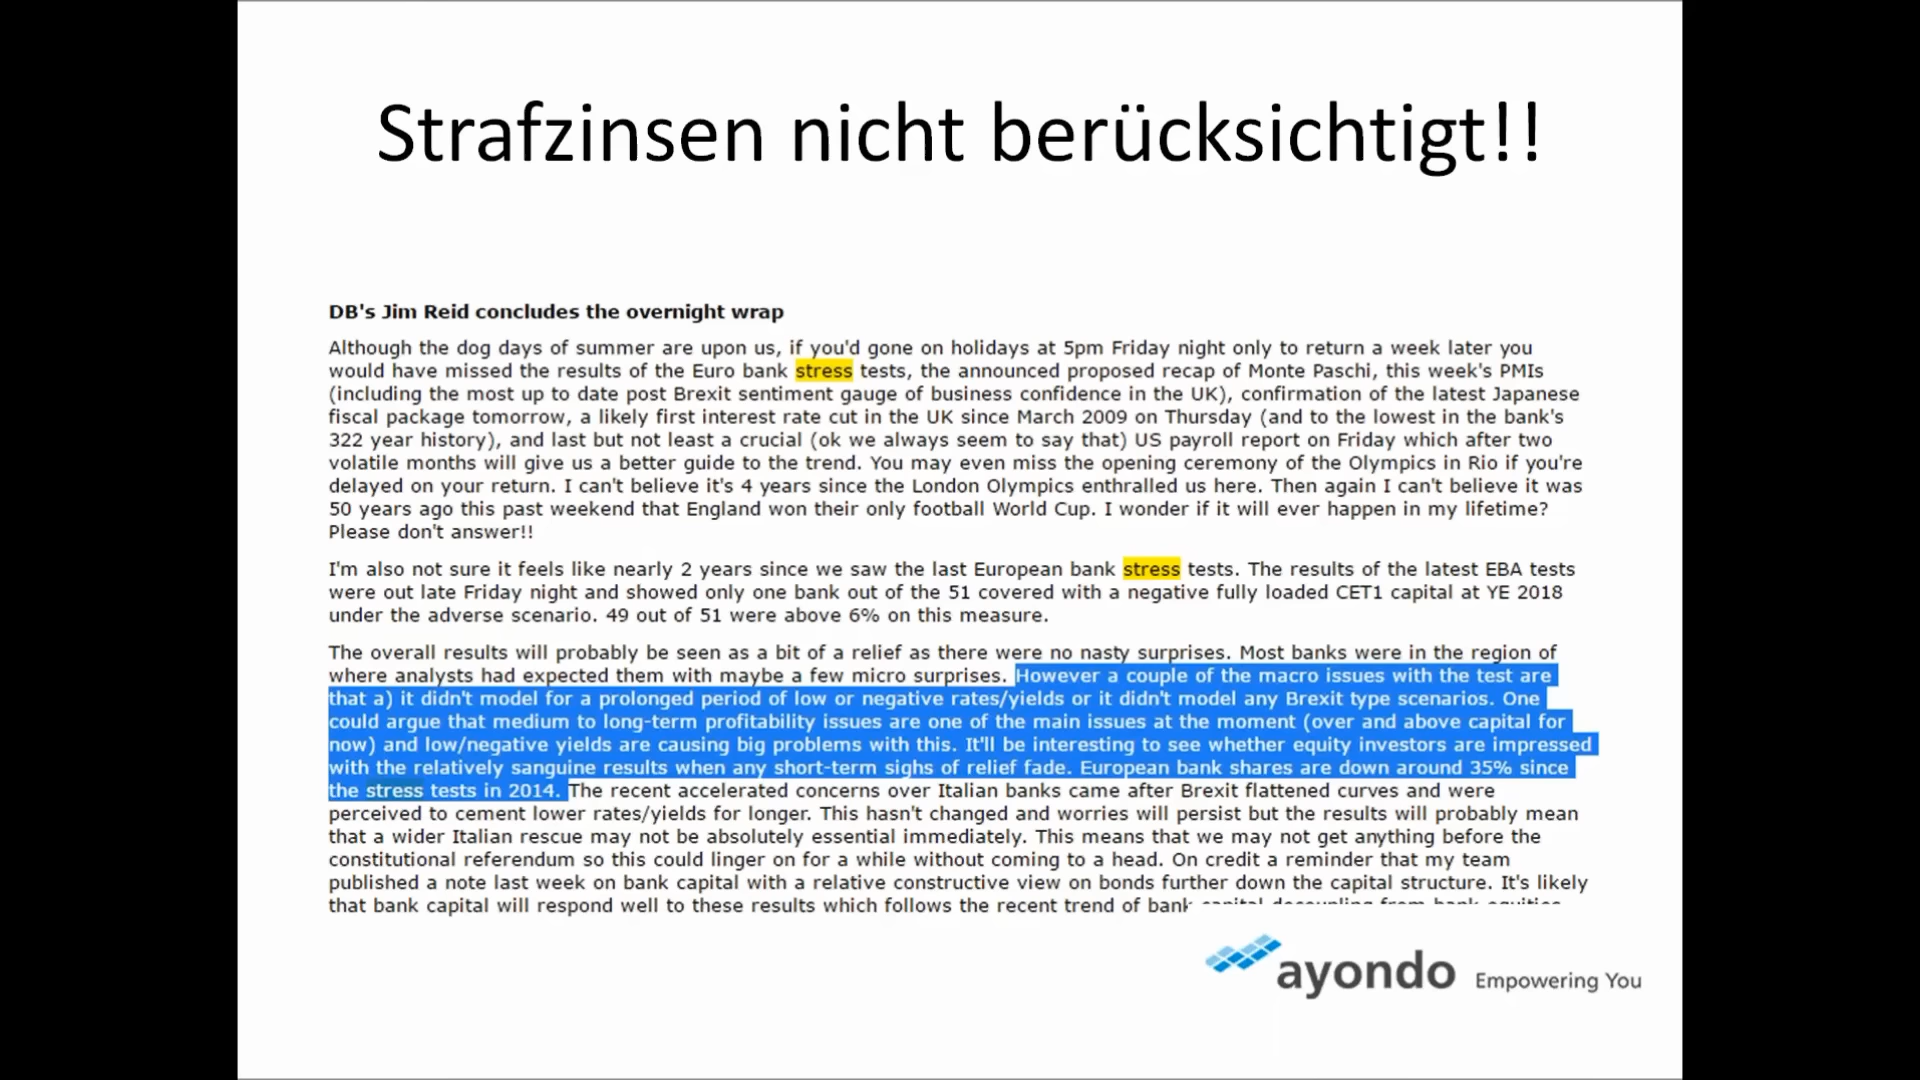 Strafzinsen nicht berücksichtigt!!
DB's Jim Reid concludes the overnight wrap
Although the dog days of summer are upon us, if you'd gone on holidays at 5pm Friday night only to return a week later you
would have missed the results of the Euro bank stress tests, the announced proposed recap of Monte Paschi, this week's PMIs
(including the most up to date post Brexit sentiment gauge of business confidence in the UK), confirmation of the latest Japanese
fiscal package tomorrow, a likely first interest rate cut in the UK since March 2009 on Thursday (and to the lowest in the bank's
322 year history), and last but not least a crucial (ok we always seem to say that) US payroll report on Friday which after two
volatile months will give us a better guide to the trend. You may even miss the opening ceremony of the Olympics in Rio if you're
delayed on your return. I can't believe it's 4 years since the London Olympics enthralled us here. Then again I can't believe it was
50 years ago this past weekend that England won their only football World Cup. I wonder if it will ever happen in my lifetime?
Please don't answer!!
I'm also not sure it feels like nearly 2 years since we saw the last European bank stress tests. The results of the latest EBA tests
were out late Friday night and showed only one bank out of the 51 covered with a negative fully loaded CET1 capital at YE 2018
under the adverse scenario. 49 out of 51 were above 6% on this measure.
The overall results will probably be seen as a bit of a relief as there were no nasty surprises. Most banks were in the region of
where analysts had expected them with maybe a few micro surprises. However a couple of the macro issues with the test are
that a) it didn't model for a prolonged period of low or negative rates/yields or it didn't model any Brexit type scenarios. One
could argue that medium to long-term profitability issues are one of the main issues at the moment (over and above capital for
now) and low/negative yields are causing big problems with this. It'll be interesting to see whether equity investors are impressed
with the relatively sanguine results when any short-term sighs of relief fade. European bank shares are down around 35% since
the stress tests in 2014. The recent accelerated concerns over Italian banks came after Brexit flattened curves and were
perceived to cement lower rates/yields for longer. This hasn't changed and worries will persist but the results will probably mean
that a wider Italian rescue may not be absolutely essential immediately. This means that we may not get anything before the
constitutional referendum so this could linger on for a while without coming to a head. On credit a reminder that my team
published a note last week on bank capital with a relative constructive view on bonds further down the capital structure. It's likely
that bank capital will respond well to these results which follows the recent trend of bank capital decoupling from bank equities
ayondo Empowering You